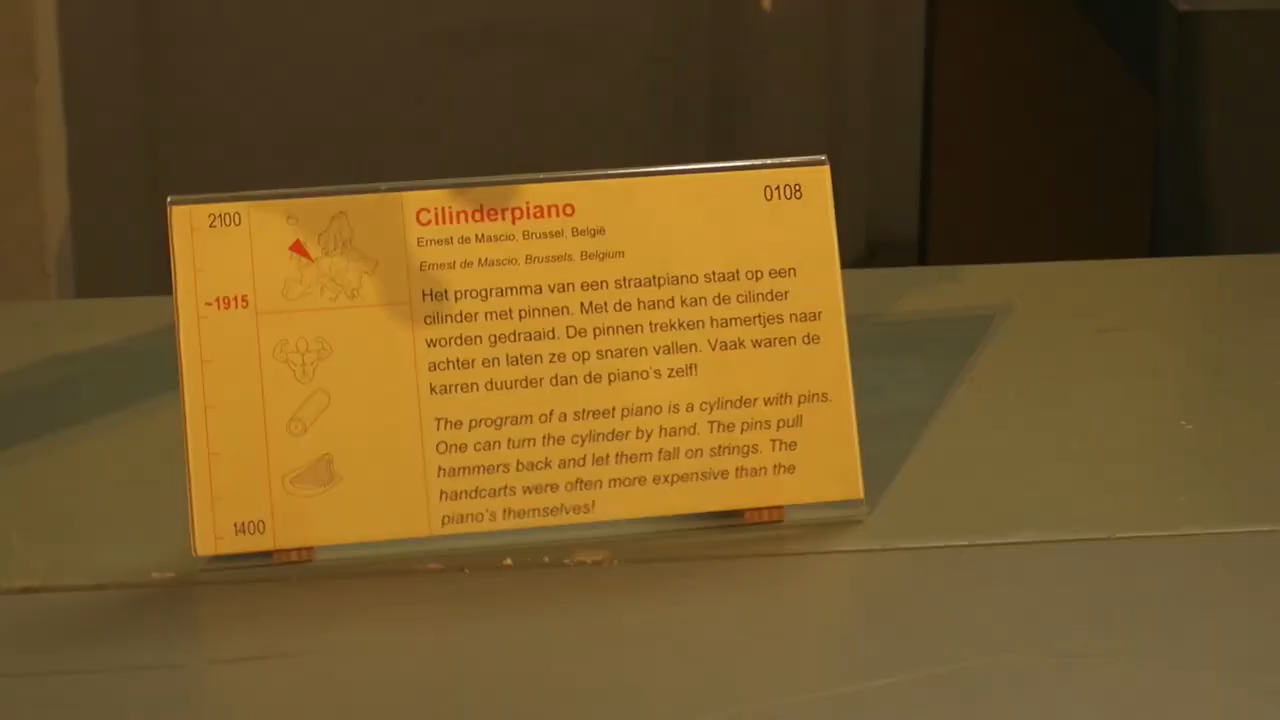 2100
~1915
1400
0108
Cilinderpiano
Ernest de Mascio, Brussel, België
Ernest de Mascio, Brussels, Belgium
Het programma van een straatpiano staat op een
cilinder met pinnen. Met de hand kan de cilinder
worden gedraaid. De pinnen trekken hamertjes naar
achter en laten ze op snaren vallen. Vaak waren de
karren duurder dan de piano's zelf!
The program of a street piano is a cylinder with pins.
One can turn the cylinder by hand. The pins pull
hammers back and let them fall on strings. The
handcarts were often more expensive than the
piano's themselves!